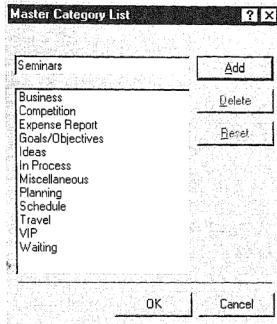 Master Category List
Seminars
Add
Business
Competition
Expense Report
Goals/Objectives
Ideas
In Process
Miscellaneous
Planning
Schedule
Travel
VIP
Waiting
Delete
Reset
OK
Cancel